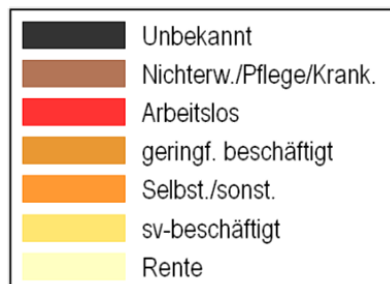 Unbekannt
Nichterw./Pflege/Krank.
Arbeitslos
geringf. beschäftigt
Selbst./sonst.
sv-beschäftigt
Rente